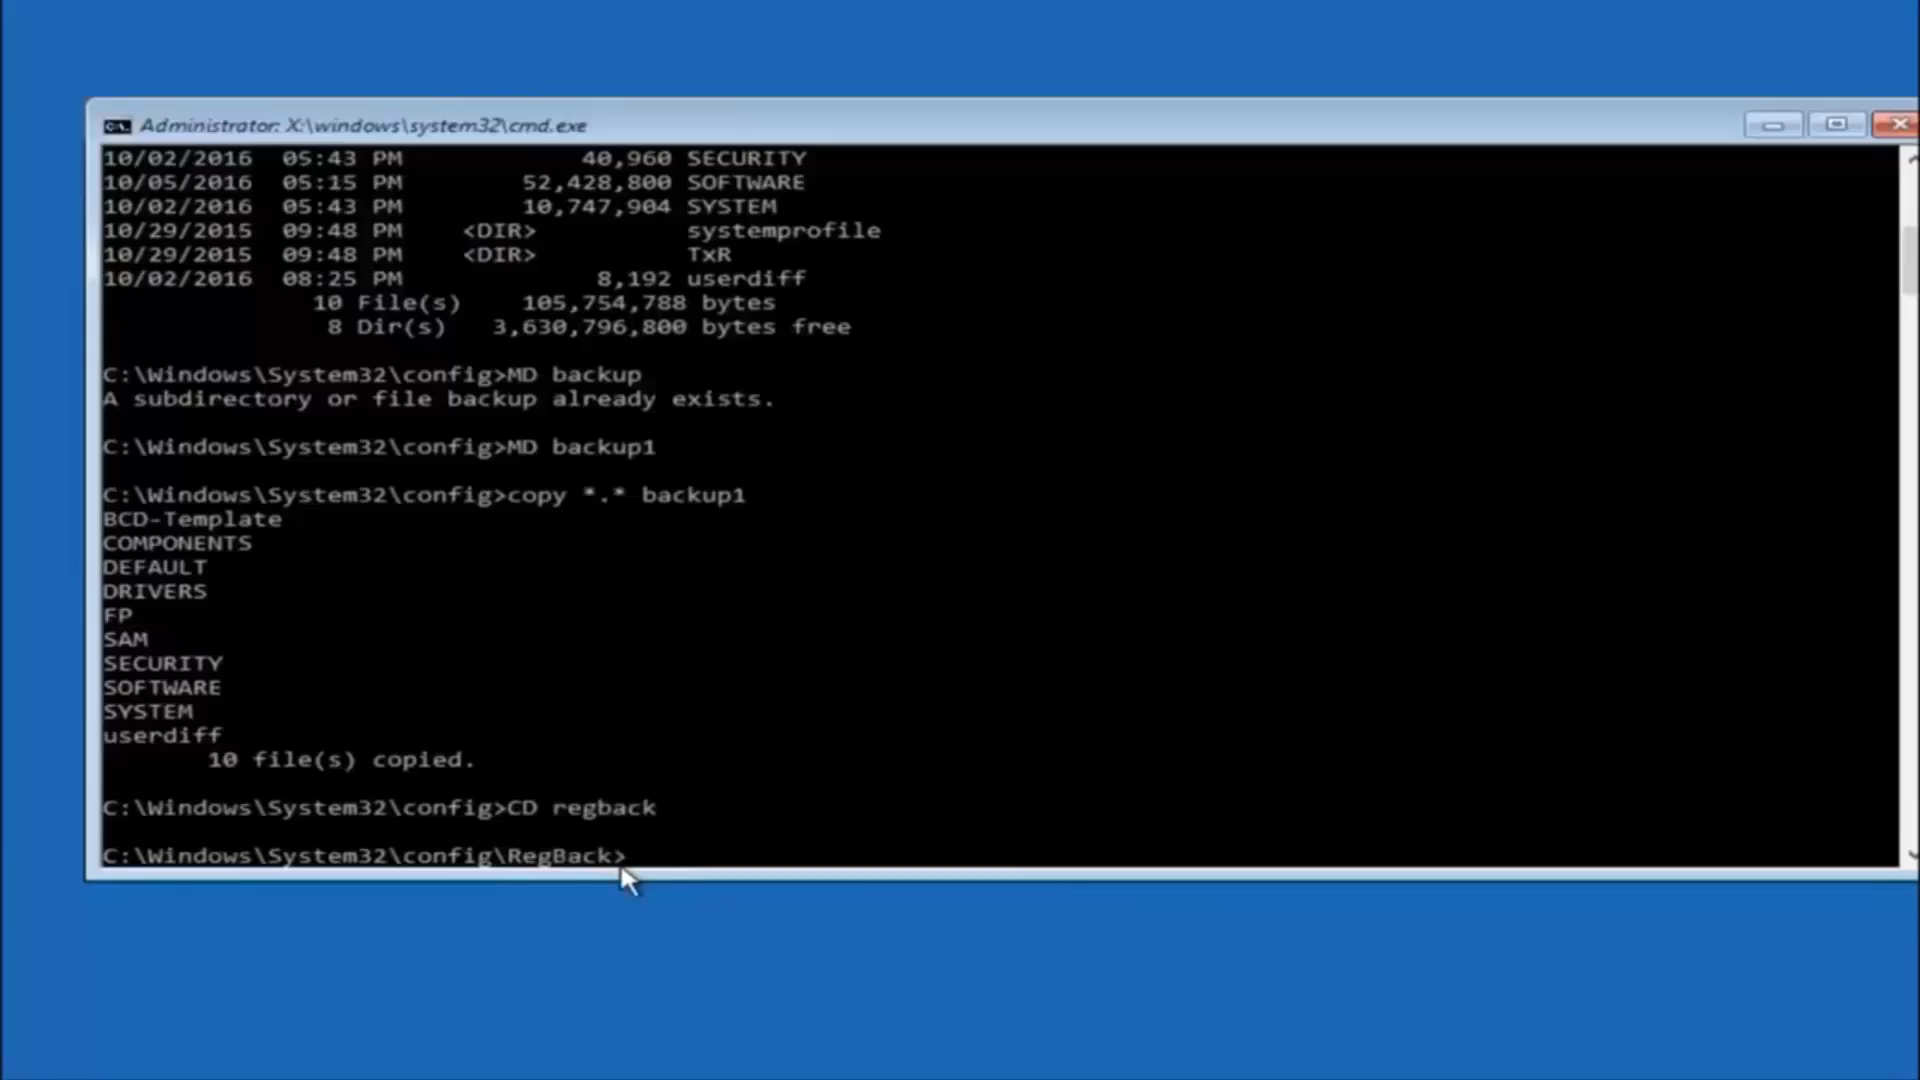 Administrator: X:\windows\system32\cmd.exe
10/02/2016 05:43 PM 40,960 SECURITY
10/05/2016 05:15 PM 52,428,800 SOFTWARE
10/02/2016 05:43 PM 10,747,904 SYSTEM
10/29/2015 09:48 PM <DIR> systemprofile
10/29/2015 09:48 PM <DIR> TxR
10/02/2016 08:25 PM 8,192 userdiff
10 File(s) 105,754,788 bytes
8 Dir(s) 3,630,796,800 bytes free
C:\Windows\System32\config>MD backup
A subdirectory or file backup already exists.
C:\Windows\System32\config>MD backup1
C:\Windows\System32\config>copy *.* backup1
BCD-Template
COMPONENTS
DEFAULT
DRIVERS
FP
SAM
SECURITY
SOFTWARE
SYSTEM
userdiff
10 file(s) copied.
C:\Windows\System32\config>CD regback
C:\Windows\System32\config\RegBack>